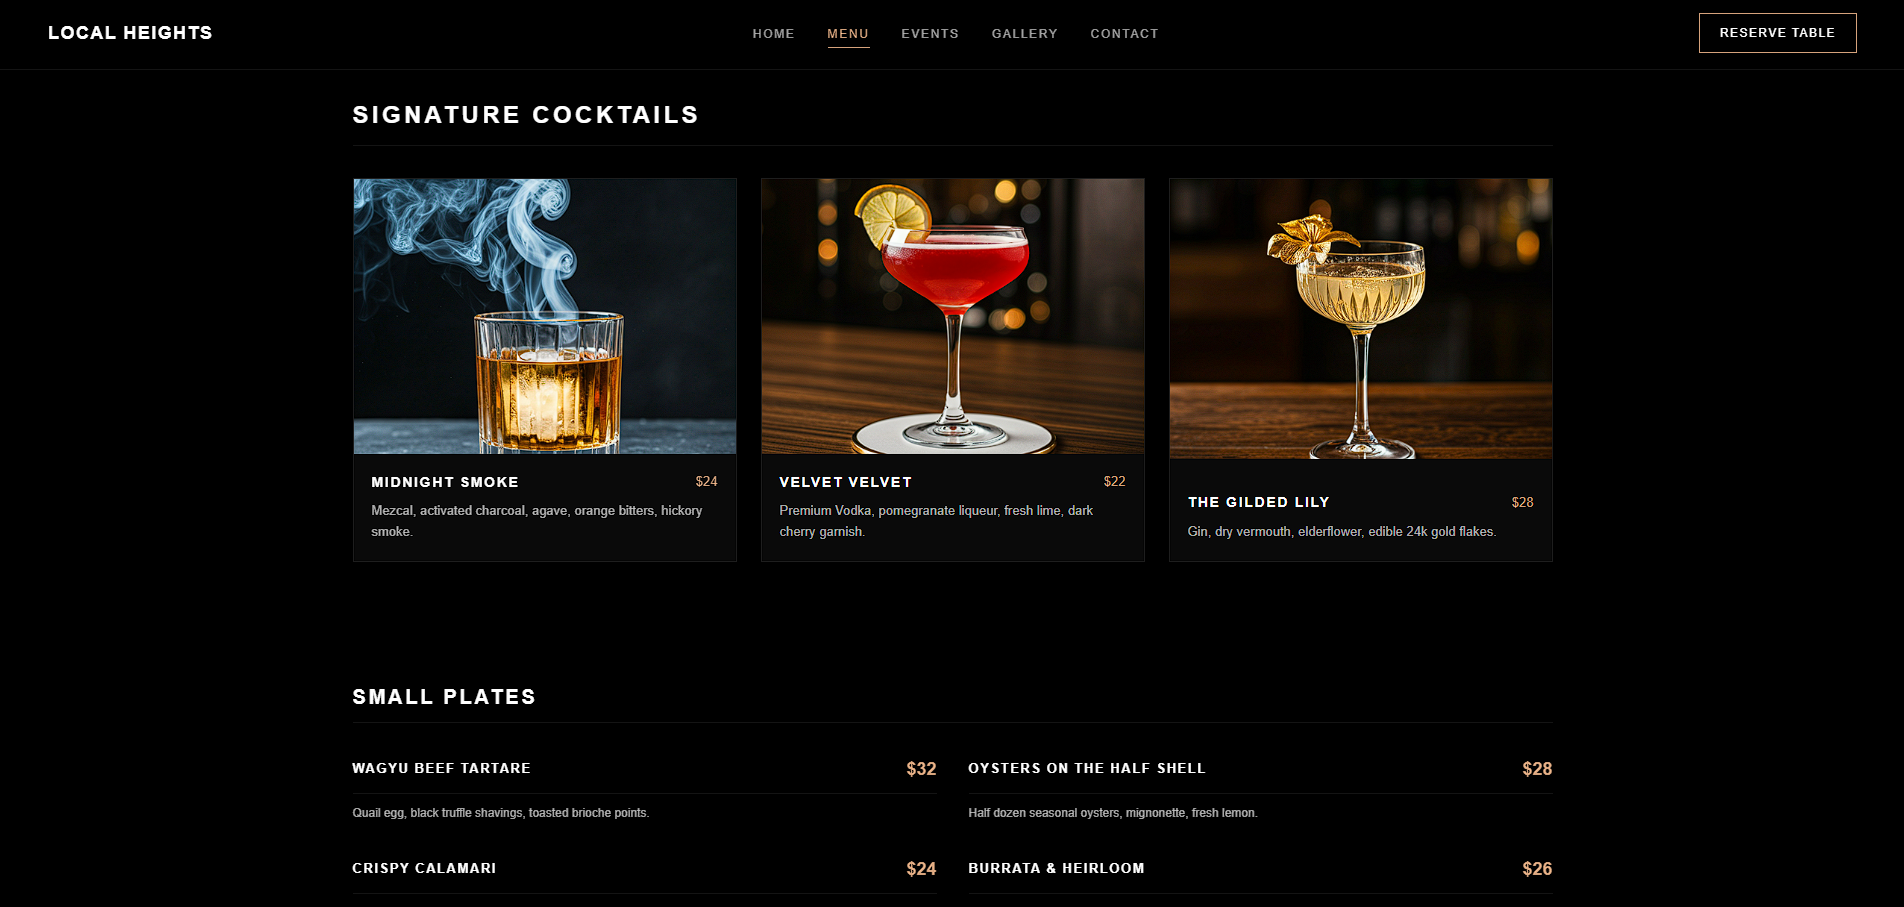 LOCAL HEIGHTS
HOME MENU EVENTS GALLERY CONTACT
RESERVE TABLE
SIGNATURE COCKTAILS
MIDNIGHT SMOKE $24
Mezcal, activated charcoal, agave, orange bitters, hickory
smoke.
VELVET VELVET $22
Premium Vodka, pomegranate liqueur, fresh lime, dark
cherry garnish.
THE GILDED LILY $28
Gin, dry vermouth, elderflower, edible 24k gold flakes.
SMALL PLATES
WAGYU BEEF TARTARE $32
Quail egg, black truffle shavings, toasted brioche points.
OYSTERS ON THE HALF SHELL $28
Half dozen seasonal oysters, mignonette, fresh lemon.
CRISPY CALAMARI $24
BURRATA & HEIRLOOM $26